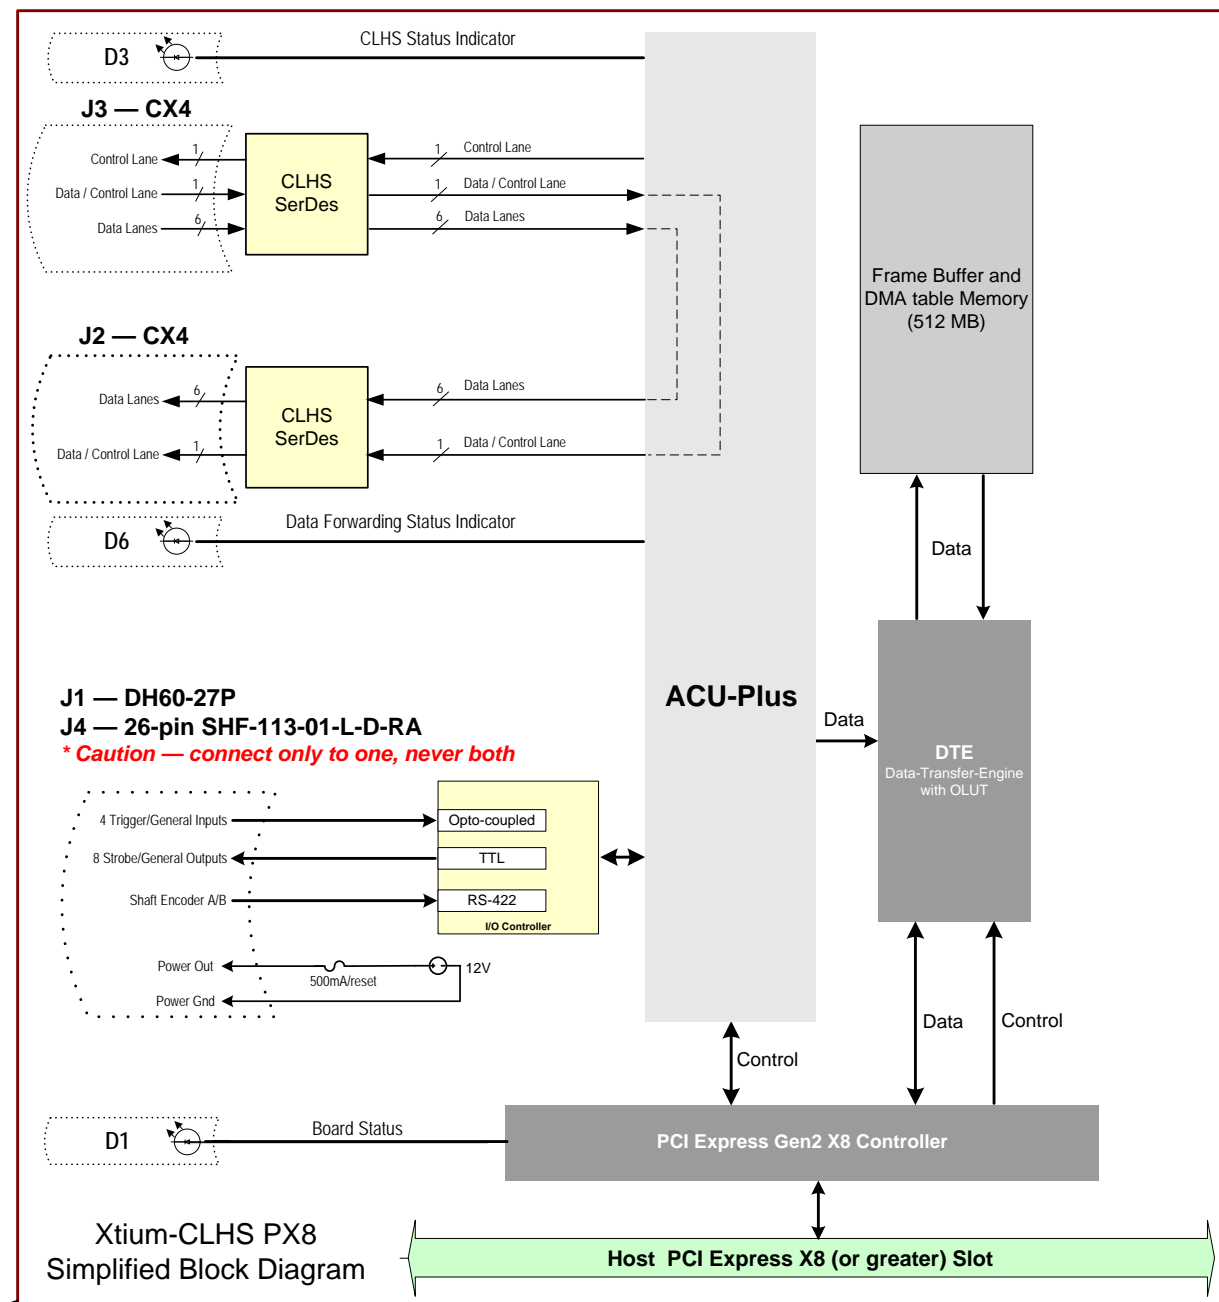 D3
CLHS Status Indicator
J3 — CX4
Control Lane
1
Data / Control Lane
1
Data Lanes
6
CLHS
SerDes
1
Control Lane
1
Data / Control Lane
6
Data Lanes
J2 — CX4
Data Lanes
6
Data / Control Lane
1
CLHS
SerDes
6
Data Lanes
1
Data / Control Lane
D6
Data Forwarding Status Indicator
Frame Buffer and
DMA table Memory
(512 MB)
Data
ACU-Plus
Data
DTE
Data-Transfer-Engine
with OLUT
J1 — DH60-27P
J4 — 26-pin SHF-113-01-L-D-RA
* Caution — connect only to one, never both
4 Trigger/General Inputs
Opto-coupled
8 Strobe/General Outputs
TTL
Shaft Encoder A/B
RS-422
I/O Controller
Power Out
500mA/reset
12V
Power Gnd
Control
Data
Control
D1
Board Status
PCI Express Gen2 X8 Controller
Xtium-CLHS PX8
Simplified Block Diagram
Host PCI Express X8 (or greater) Slot